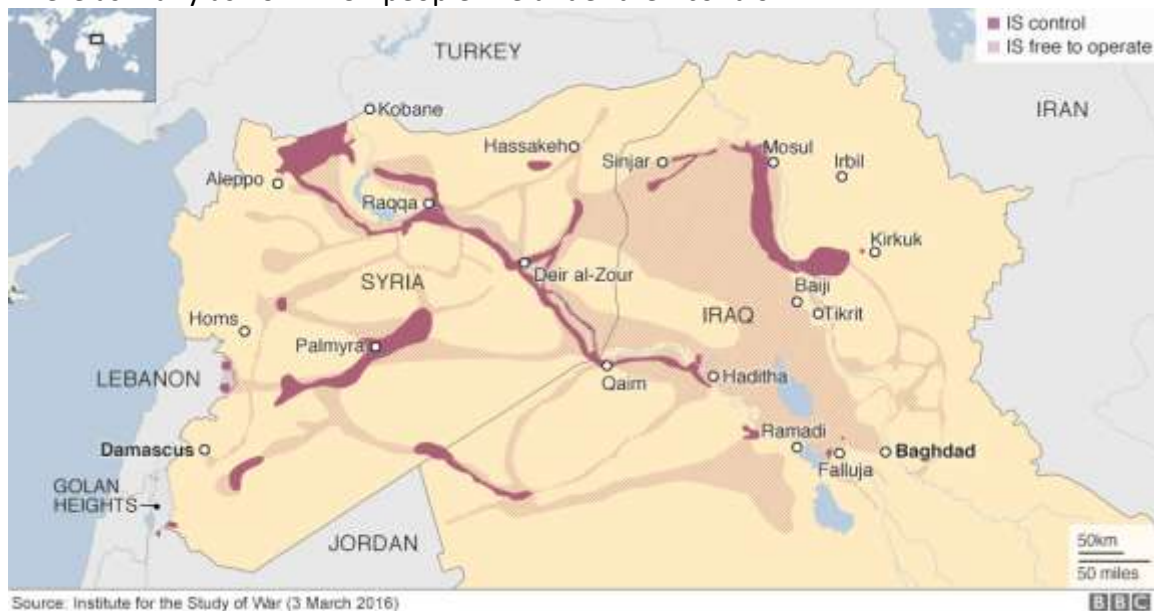 IS control
IS free to operate
TURKEY
IRAN
Kobane
Hassakeh
Sinjar
Mosul
Irbil
Aleppo
Raqqa
Kirkuk
Deir al-Zour
SYRIA
Baiji
Tikrit
IRAQ
Homs
Palmyra
LEBANON
Qaim
Haditha
Damascus
Ramadi
Baghdad
Falluja
GOLAN
HEIGHTS
JORDAN
50km
50 miles
Source: Institute for the Study of War (3 March 2016)
BBC